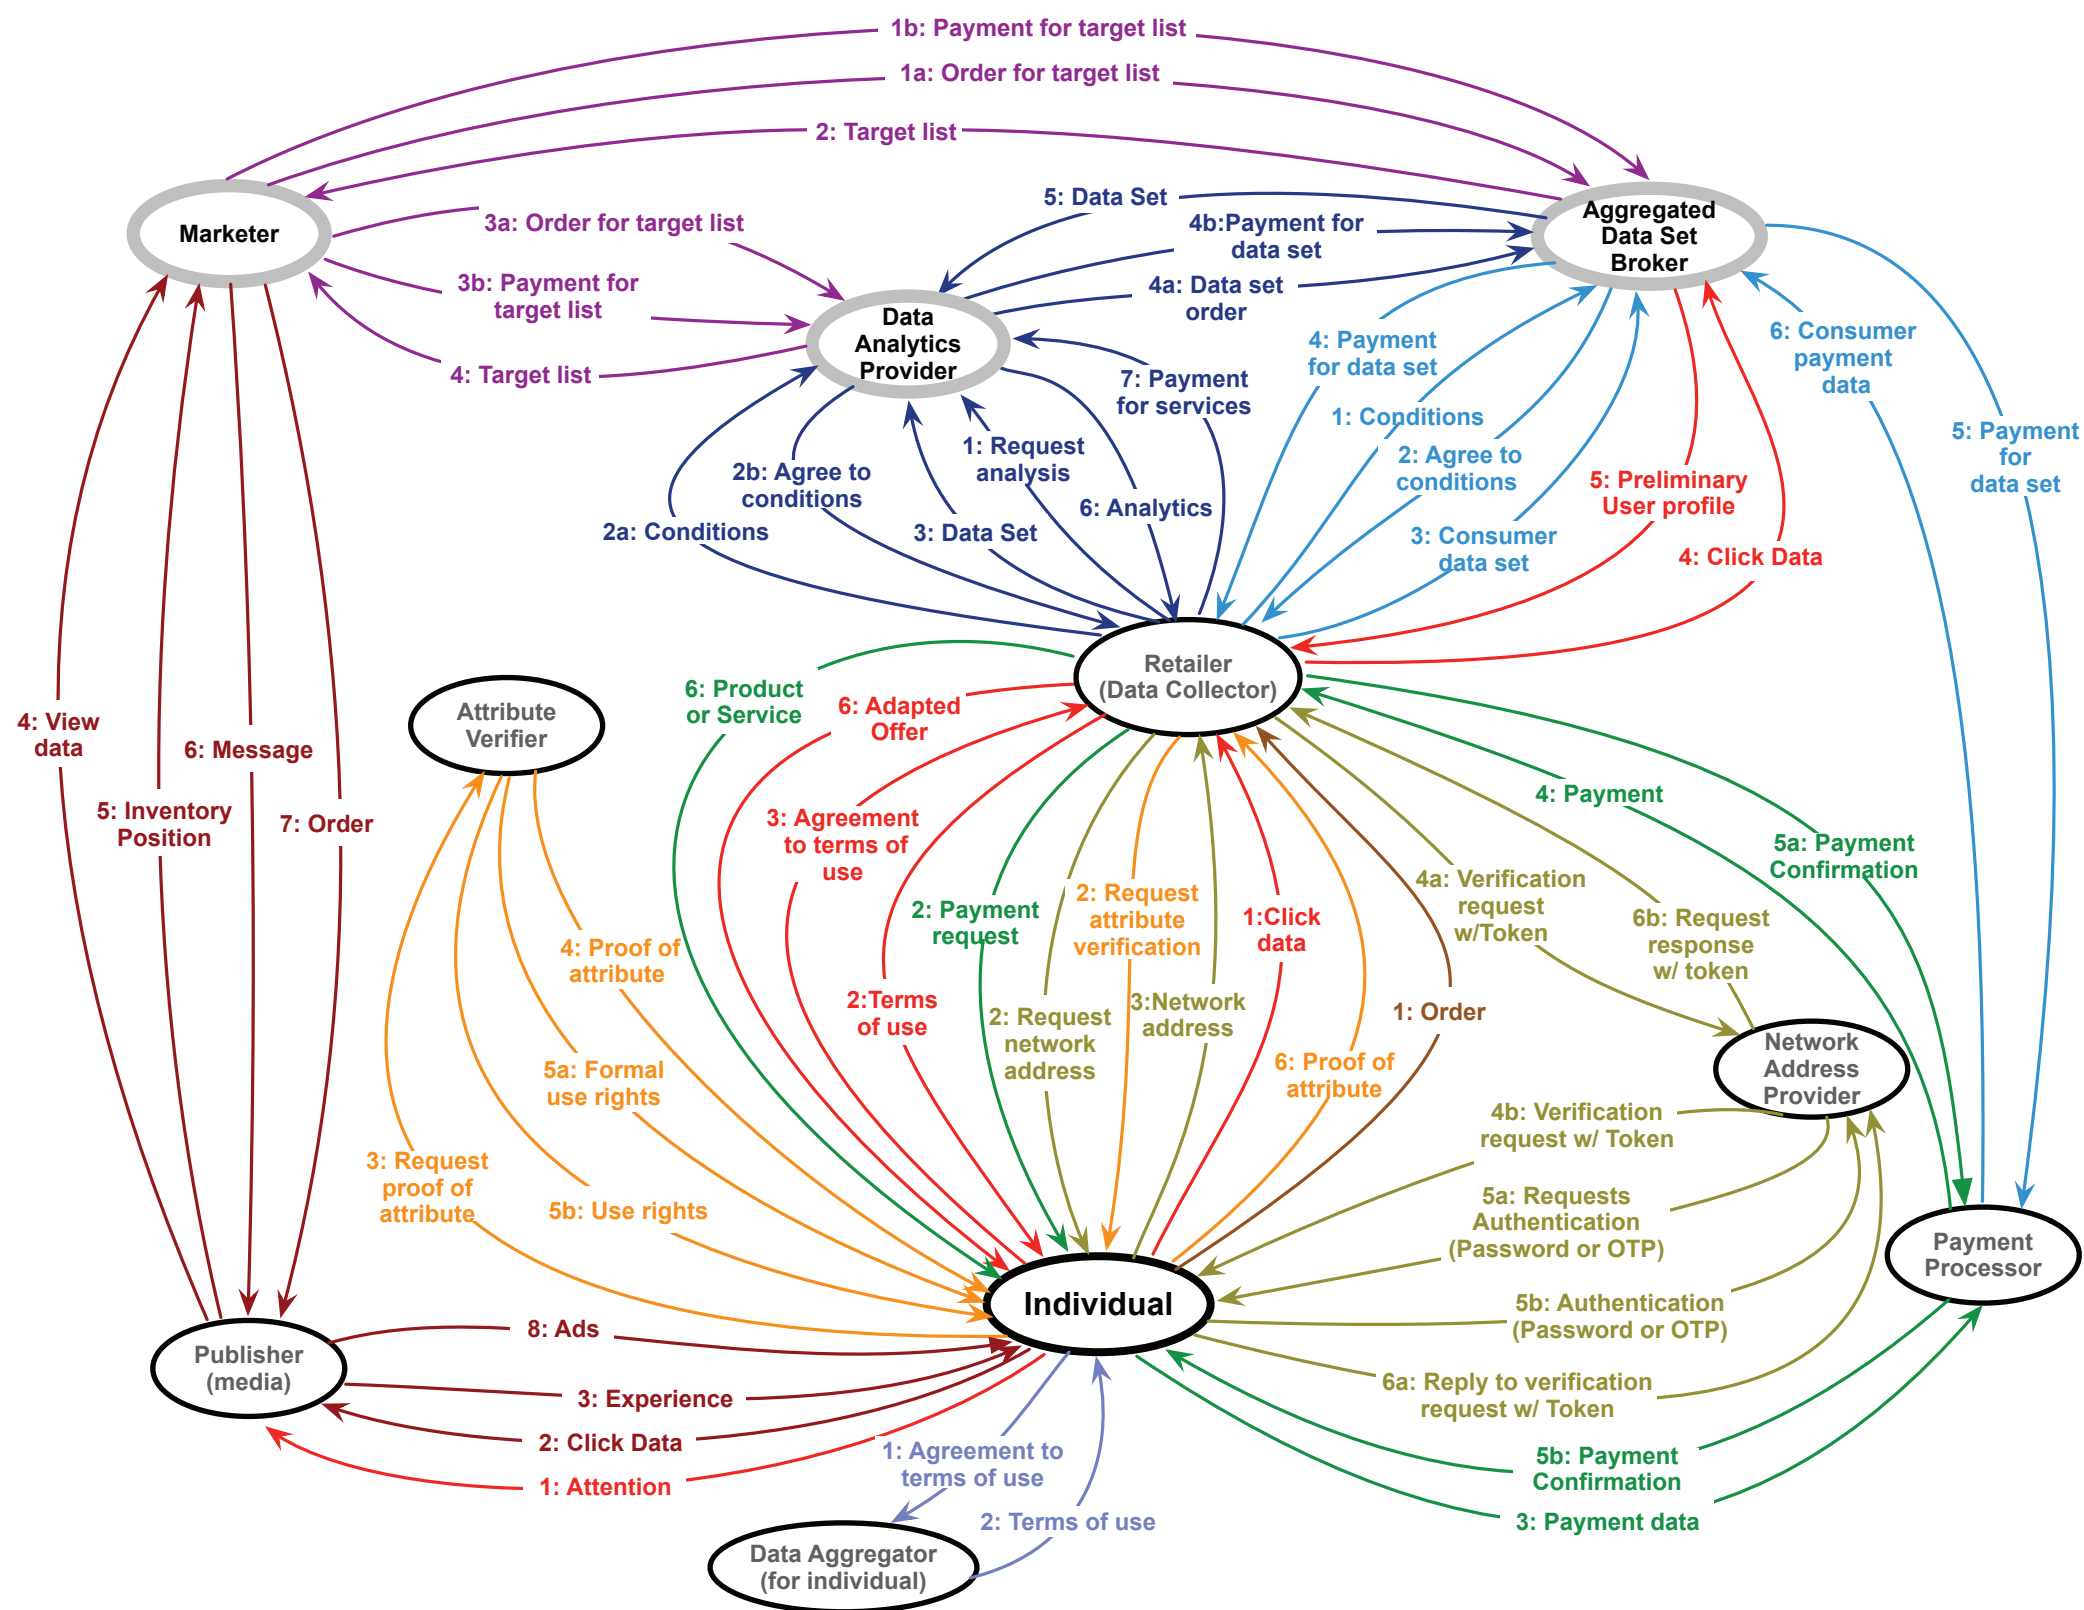 1b: Payment for target list
1a: Order for target list
2: Target list
Marketer
3a: Order for target list
3b: Payment for
target list
4: Target list
5: Data Set
4b:Payment for
data set
4a: Data set
order
Aggregated
Data Set
Broker
Data
Analytics
Provider
4: Payment
for data set
6: Consumer
payment
data
5: Payment
for
data set
7: Payment
for services
1: Conditions
1: Request
analysis
2: Agree to
conditions
2b: Agree to
conditions
5: Preliminary
User profile
6: Analytics
2a: Conditions
3: Data Set
3: Consumer
data set
4: Click Data
Retailer
(Data Collector)
Attribute
Verifier
6: Product
or Service
6: Adapted
Offer
4: View
data
6: Message
5: Inventory
Position
7: Order
3: Agreement
to terms of
use
4: Payment
5a: Payment
Confirmation
4a: Verification
request
w/Token
2: Payment
request
2: Request
attribute
verification
1:Click
data
6b: Request
response
w/ token
4: Proof of
attribute
2:Terms
of use
2: Request
network
address
3:Network
address
1: Order
6: Proof of
attribute
Network
Address
Provider
5a: Formal
use rights
4b: Verification
request w/ Token
3: Request
proof of
attribute
5b: Use rights
5a: Requests
Authentication
(Password or OTP)
Payment
Processor
Individual
5b: Authentication
(Password or OTP)
8: Ads
Publisher
(media)
3: Experience
6a: Reply to verification
request w/ Token
2: Click Data
1: Attention
1: Agreement to
terms of use
5b: Payment
Confirmation
2: Terms of use
3: Payment data
Data Aggregator
(for individual)